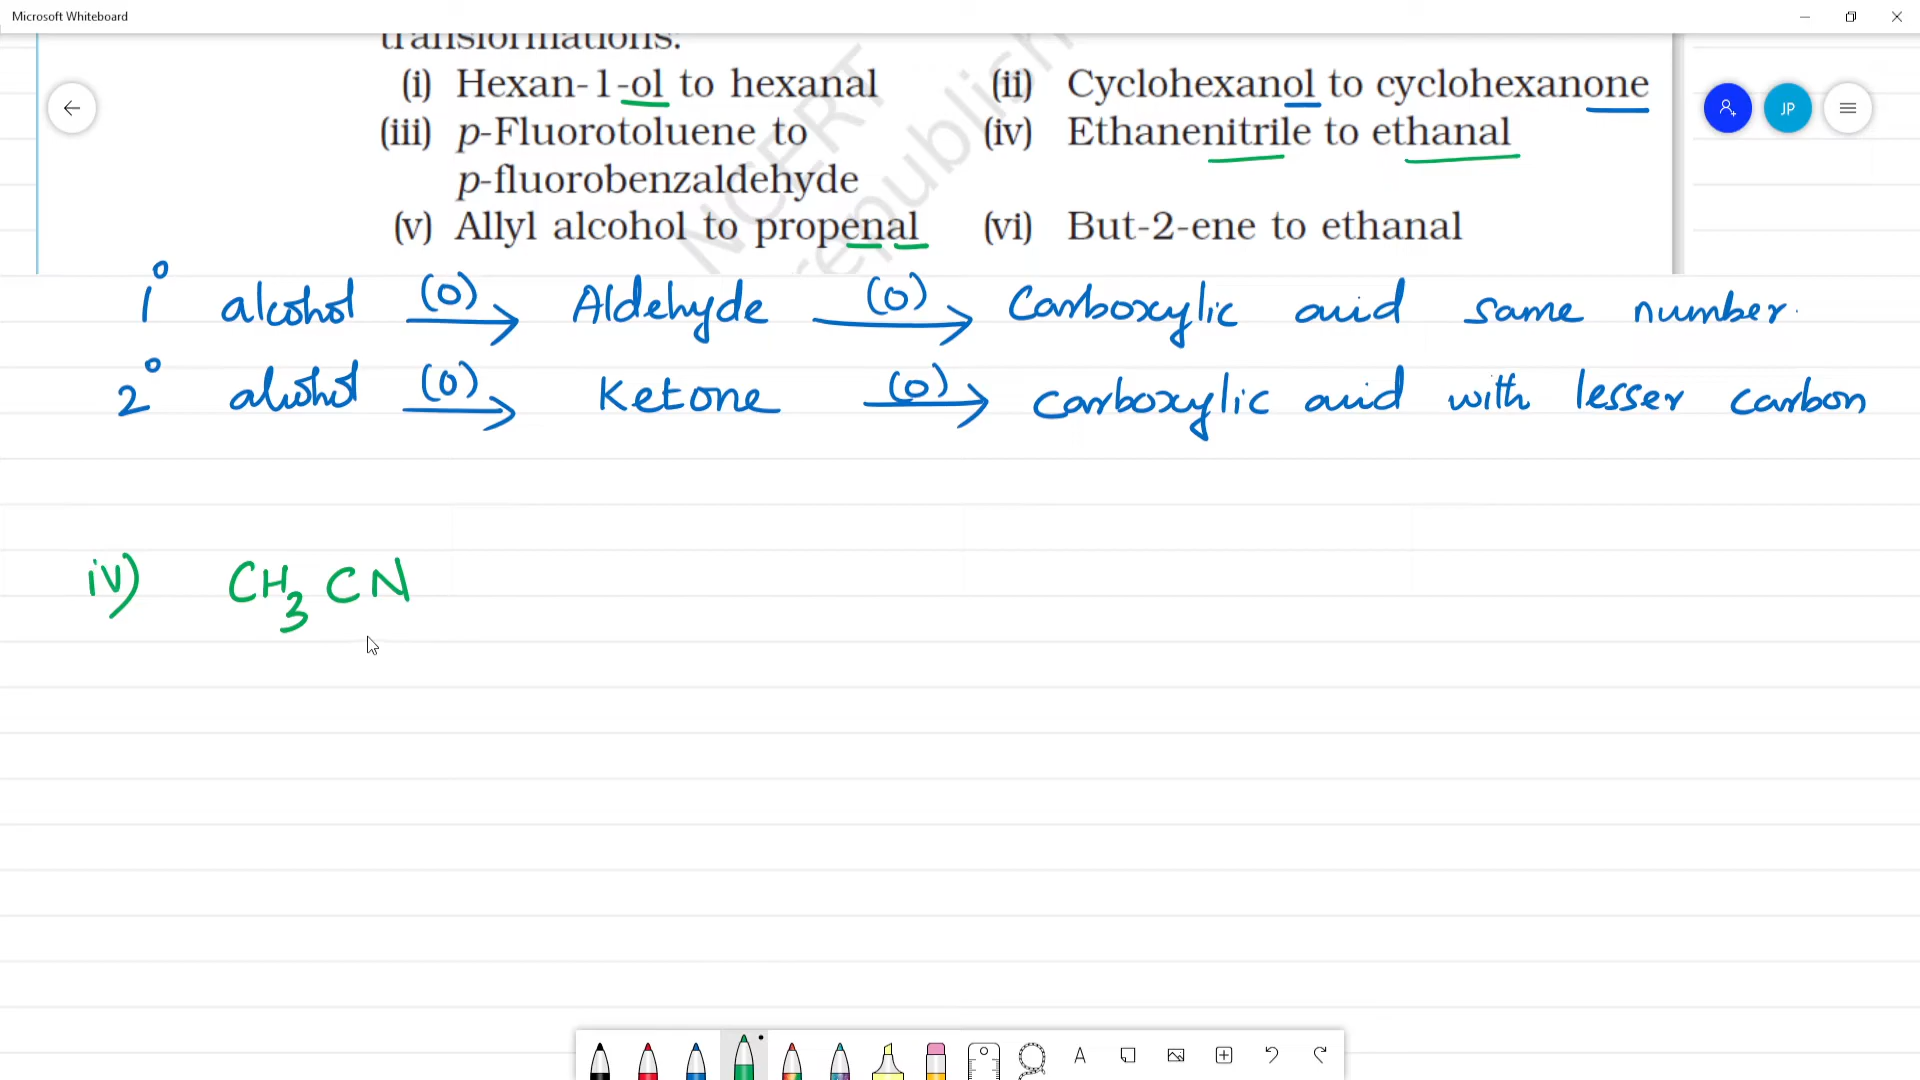 Microsoft Whiteboard
transformations:
(i) Hexan-1-ol to hexanal (ii) Cyclohexanol to cyclohexanone
(iii) p-Fluorotoluene to (iv) Ethanenitrile to ethanal
p-fluorobenzaldehyde
(v) Allyl alcohol to propenal (vi) But-2-ene to ethanal
JP
NCERT
republish
1° alcohol (O) → Aldehyde (O) → Carboxylic acid same number.
2° alcohol (O) → Ketone (O) → carboxylic acid with lesser carbon
iv) CH3CN
A